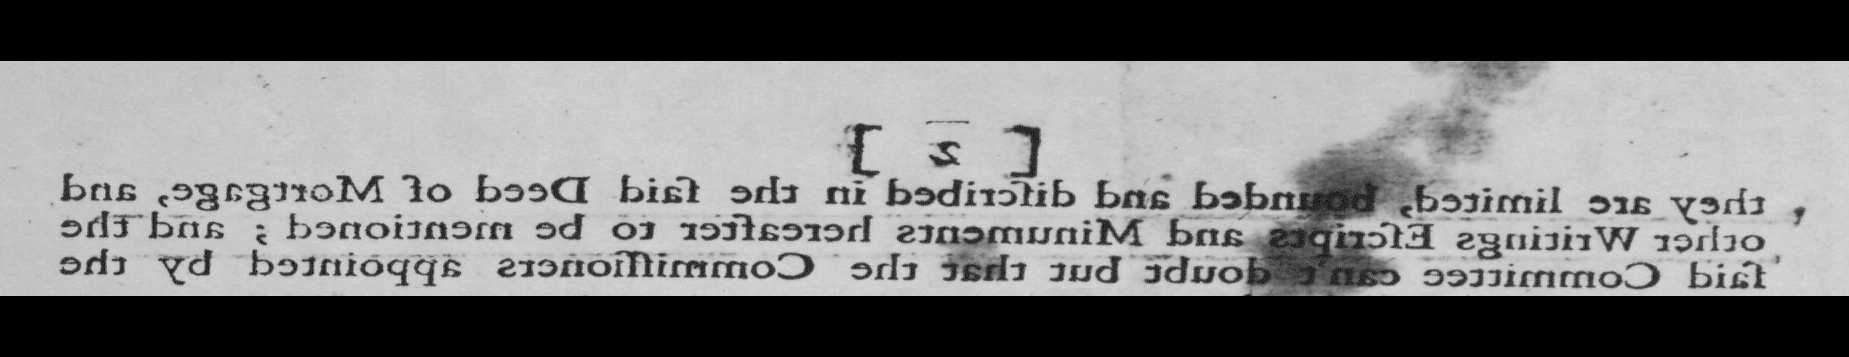 [ 2 ]
they are limited, bounded and diſcribed in the ſaid Deed of Mortgage, and
other Writings Eſcripts and Muniments hereafter to be mentioned ; and the
ſaid Committee can't doubt but that the Commiſſioners appointed by the